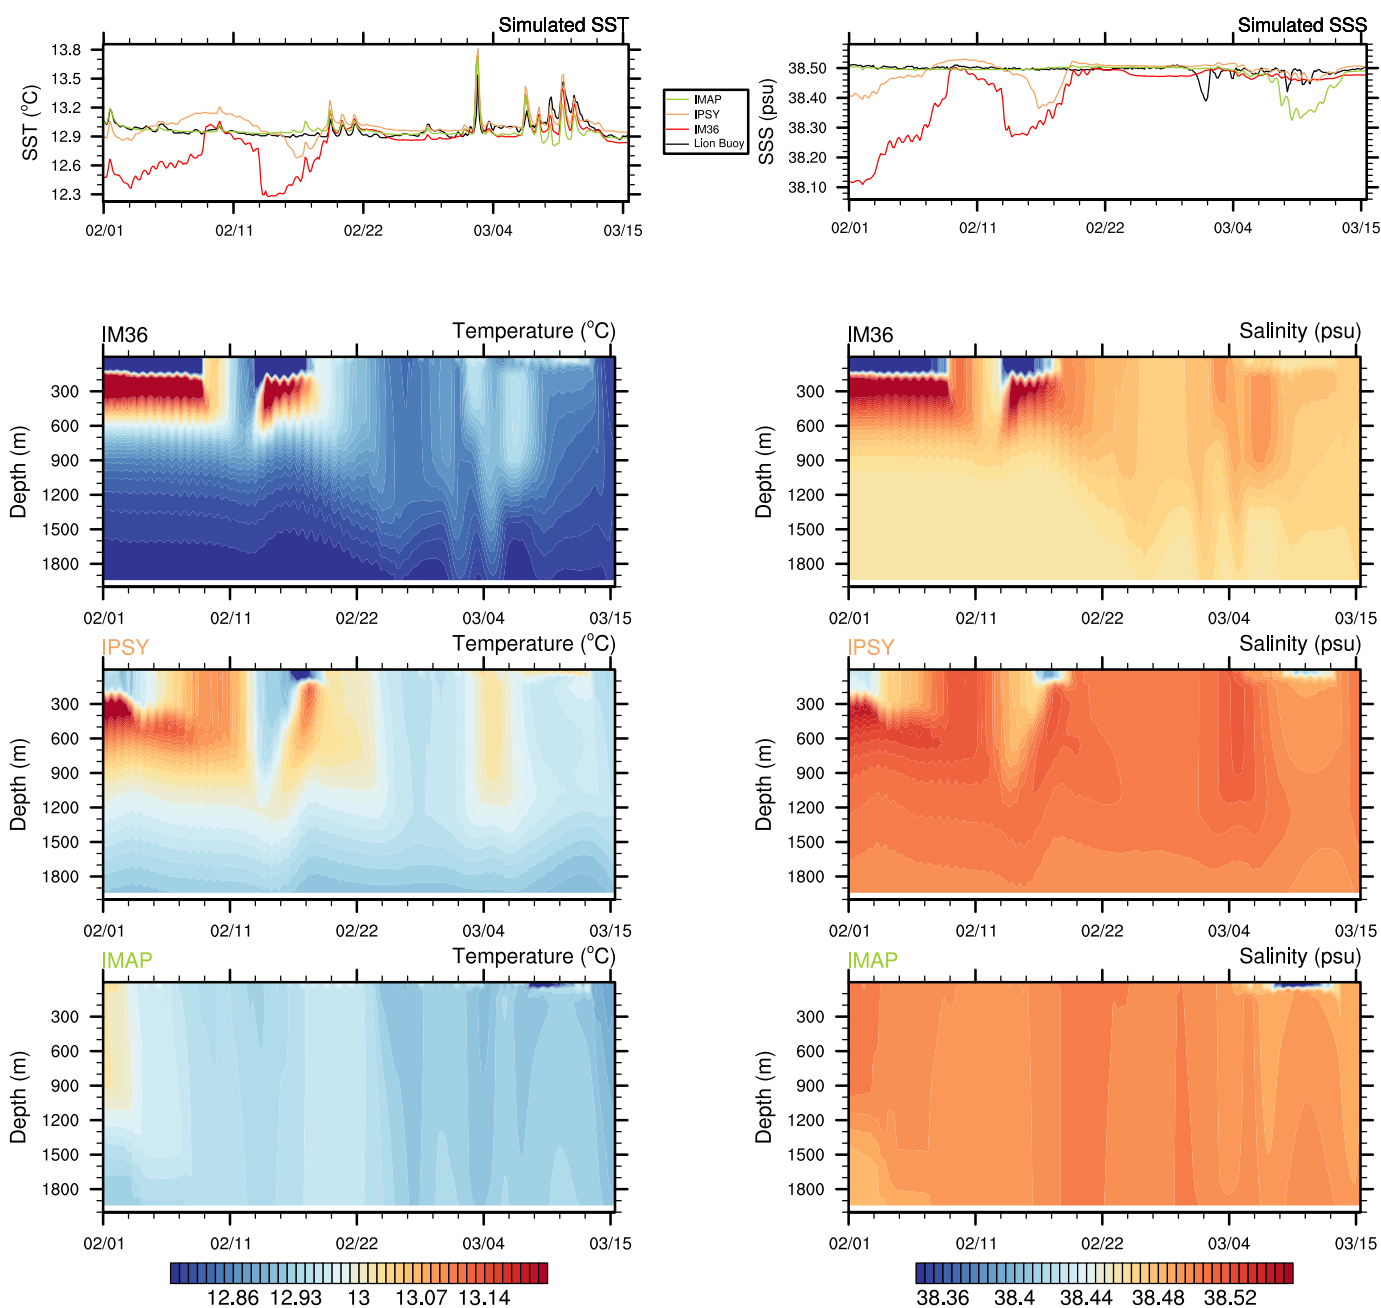 Simulated SST
13.8
13.5
13.2
12.9
12.6
12.3
SST (°C)
02/01 02/11 02/22 03/04 03/15
IMAP
IPSY
IM36
Lion Buoy
Simulated SSS
38.50
38.40
38.30
38.20
38.10
SSS (psu)
02/01 02/11 02/22 03/04 03/15
IM36 Temperature (°C)
300
600
900
1200
1500
1800
Depth (m)
02/01 02/11 02/22 03/04 03/15
IM36 Salinity (psu)
300
600
900
1200
1500
1800
Depth (m)
02/01 02/11 02/22 03/04 03/15
IPSY Temperature (°C)
300
600
900
1200
1500
1800
Depth (m)
02/01 02/11 02/22 03/04 03/15
IPSY Salinity (psu)
300
600
900
1200
1500
1800
Depth (m)
02/01 02/11 02/22 03/04 03/15
IMAP Temperature (°C)
300
600
900
1200
1500
1800
Depth (m)
02/01 02/11 02/22 03/04 03/15
12.86 12.93 13 13.07 13.14
IMAP Salinity (psu)
300
600
900
1200
1500
1800
Depth (m)
02/01 02/11 02/22 03/04 03/15
38.36 38.4 38.44 38.48 38.52